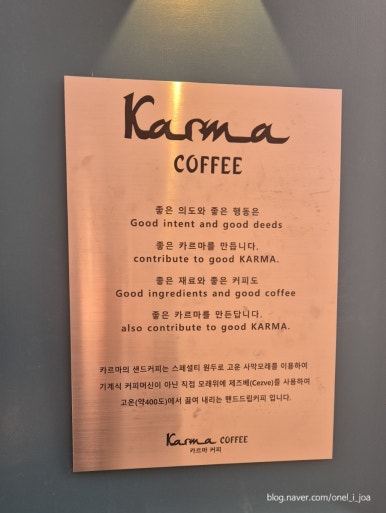 Karma
COFFEE
좋은 의도와 좋은 행동은
Good intent and good deeds
좋은 카르마를 만듭니다.
contribute to good KARMA.
좋은 재료와 좋은 커피도
Good ingredients and good coffee
좋은 카르마를 만든답니다.
also contribute to good KARMA.
카르마의 샌드커피는 스페셜티 원두로 고운 사막모래를 이용하여
기계식 커피머신이 아닌 직접 모래위에 제즈베(Cezve)를 사용하여
고온(약400도)에서 끓여 내리는 핸드드립커피 입니다.
Karma COFFEE
카르마 커피
blog.naver.com/onel_i_joa